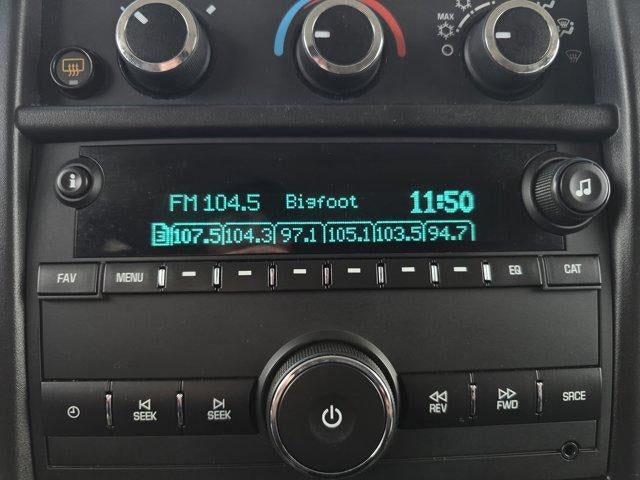 MAX
i
FM 104.5 Bigfoot 11:50
3 107.5 104.3 97.1 105.1 103.5 94.7
FAV MENU EQ CAT
SEEK SEEK REV FWD SRCE